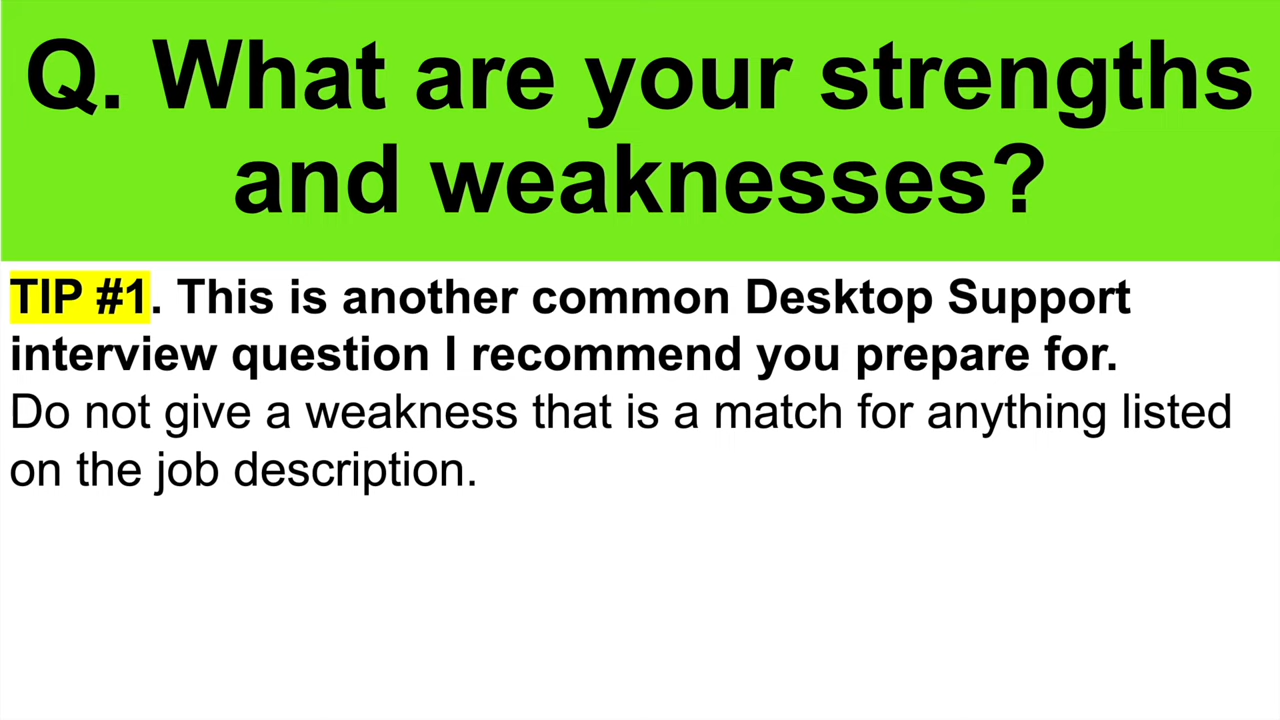 Q. What are your strengths
and weaknesses?
TIP #1. This is another common Desktop Support
interview question I recommend you prepare for.
Do not give a weakness that is a match for anything listed
on the job description.